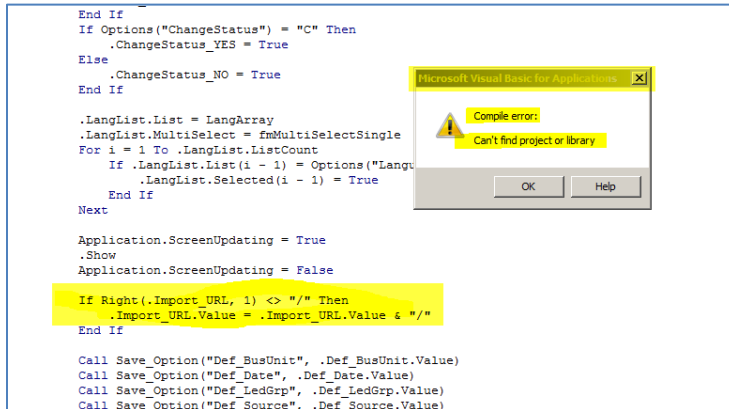 End If
If Options("ChangeStatus") = "C" Then
.ChangeStatus_YES = True
Else
.ChangeStatus_NO = True
End If
Microsoft Visual Basic for Applications
Compile error:
Can't find project or library
OK
Help
.LangList.List = LangArray
.LangList.MultiSelect = fmMultiSelectSingle
For i = 1 To .LangList.ListCount
If .LangList.List(i - 1) = Options("Langu
.LangList.Selected(i - 1) = True
End If
Next
Application.ScreenUpdating = True
.Show
Application.ScreenUpdating = False
If Right(.Import_URL, 1) <> "/" Then
.Import_URL.Value = .Import_URL.Value & "/"
End If
Call Save_Option("Def_BusUnit", .Def_BusUnit.Value)
Call Save_Option("Def_Date", .Def_Date.Value)
Call Save_Option("Def_LedGrp", .Def_LedGrp.Value)
Call Save_Option("Def_Source", .Def_Source.Value)